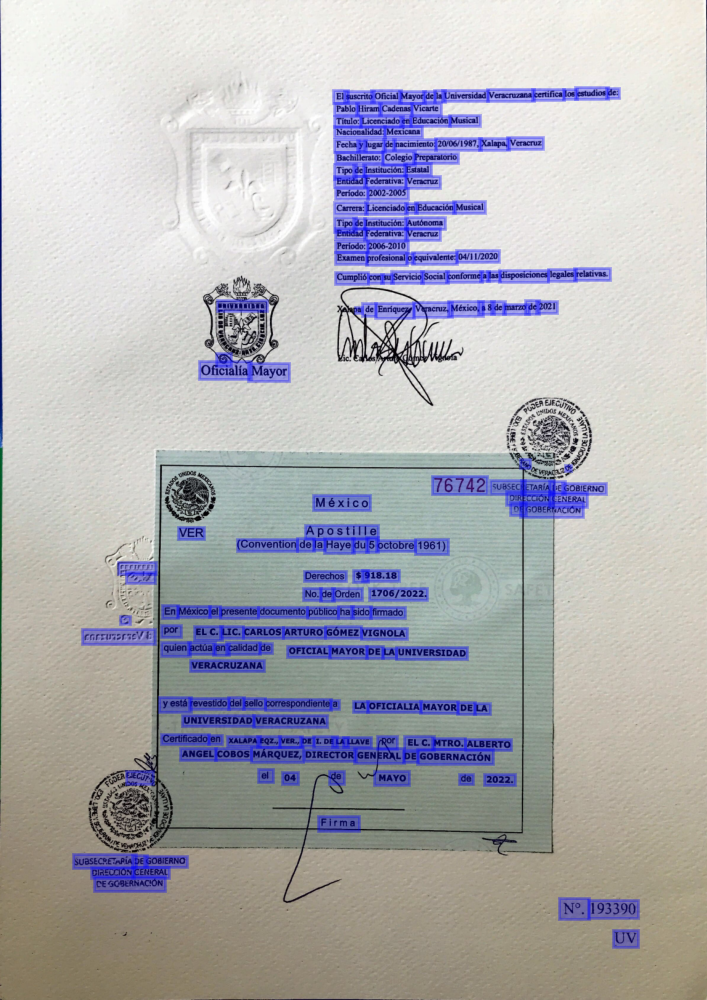 El suscrito Oficial Mayor de la Universidad Veracruzana certifica los estudios de:
Pablo Hiram Cadenas Vicarte
Título: Licenciado en Educación Musical
Nacionalidad: Mexicana
Fecha y lugar de nacimiento: 20/06/1987, Xalapa, Veracruz
Bachillerato: Colegio Preparatorio
Tipo de Institución: Estatal
Entidad Federativa: Veracruz
Período: 2002-2005
Carrera: Licenciado en Educación Musical
Tipo de Institución: Autónoma
Entidad Federativa: Veracruz
Período: 2006-2010
Examen profesional o equivalente: 04/11/2020
Cumplió con su Servicio Social conforme a las disposiciones legales relativas.
Xalapa de Enríquez, Veracruz, México, a 8 de marzo de 2021
Lic. Carlos Arturo Gómez Vignola
Oficialía Mayor
PODER EJECUTIVO
ESTADOS UNIDOS MEXICANOS
SUBSECRETARÍA DE GOBIERNO
DIRECCIÓN GENERAL
DE GOBERNACIÓN
76742
ESTADOS UNIDOS MEXICANOS
VER
México
Apostille
(Convention de la Haye du 5 octobre 1961)
Derechos $ 918.18
No. de Orden 1706/2022.
En México el presente documento público ha sido firmado
por EL C. LIC. CARLOS ARTURO GÓMEZ VIGNOLA
quien actúa en calidad de OFICIAL MAYOR DE LA UNIVERSIDAD
VERACRUZANA
y está revestido del sello correspondiente a LA OFICIALIA MAYOR DE LA
UNIVERSIDAD VERACRUZANA
Certificado en XALAPA EQZ., VER., DE I. DE LA LLAVE por EL C. MTRO. ALBERTO
ANGEL COBOS MÁRQUEZ, DIRECTOR GENERAL DE GOBERNACIÓN
el 04 de MAYO de 2022.
Firma
PODER EJECUTIVO
SUBSECRETARÍA DE GOBIERNO
DIRECCIÓN GENERAL
DE GOBERNACIÓN
Nº. 193390
UV